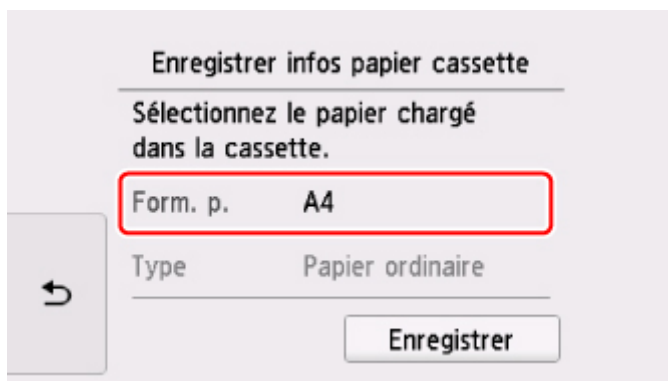 Enregistrer infos papier cassette
Sélectionnez le papier chargé
dans la cassette.
Form. p. A4
Type Papier ordinaire
Enregistrer